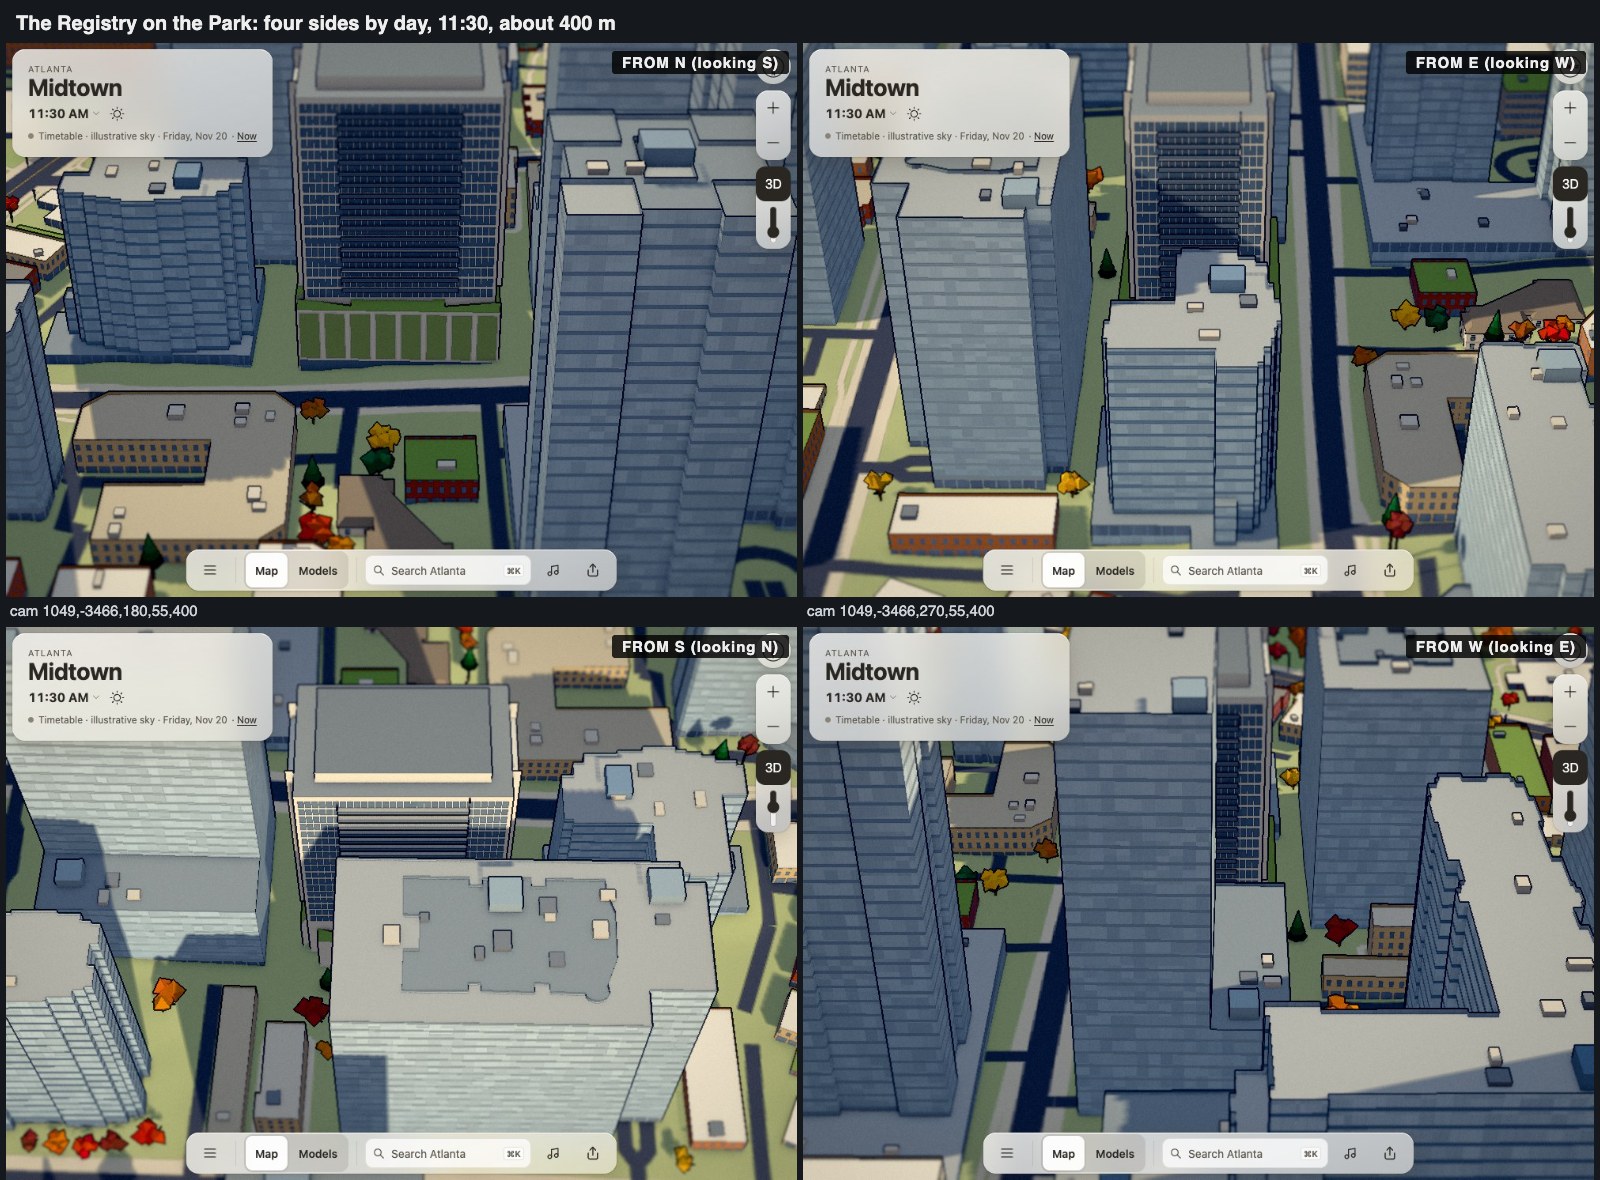 The Registry on the Park: four sides by day, 11:30, about 400 m
FROM N (looking S)
ATLANTA
Midtown
11:30 AM
Timetable · illustrative sky · Friday, Nov 20 · Now
+
−
3D
Map
Models
Search Atlanta
⌘K
cam 1049,-3466,180,55,400
FROM E (looking W)
ATLANTA
Midtown
11:30 AM
Timetable · illustrative sky · Friday, Nov 20 · Now
+
−
3D
Map
Models
Search Atlanta
⌘K
cam 1049,-3466,270,55,400
FROM S (looking N)
ATLANTA
Midtown
11:30 AM
Timetable · illustrative sky · Friday, Nov 20 · Now
+
−
3D
Map
Models
Search Atlanta
⌘K
FROM W (looking E)
ATLANTA
Midtown
11:30 AM
Timetable · illustrative sky · Friday, Nov 20 · Now
+
−
3D
Map
Models
Search Atlanta
⌘K